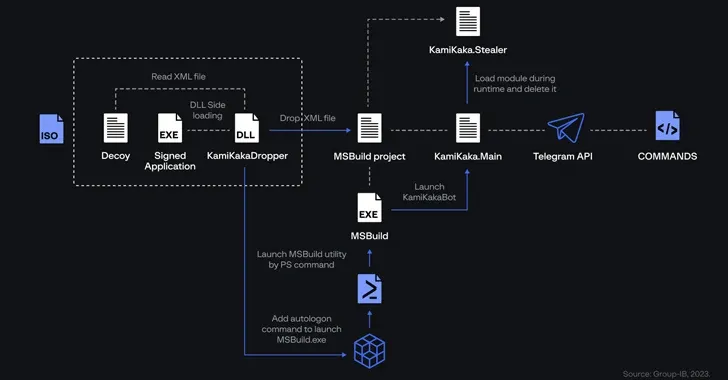 KamiKaka.Stealer
Read XML file
Load module during
runtime and delete it
DLL Side
loading
Drop XML file
ISO
EXE
DLL
</>
Decoy
Signed
Application
KamiKakaDropper
MSBuild project
KamiKaka.Main
Telegram API
COMMANDS
Launch
KamiKakaBot
EXE
MSBuild
Launch MSBuild utility
by PS command
Add autologon
command to launch
MSBuild.exe
Source: Group-IB, 2023.